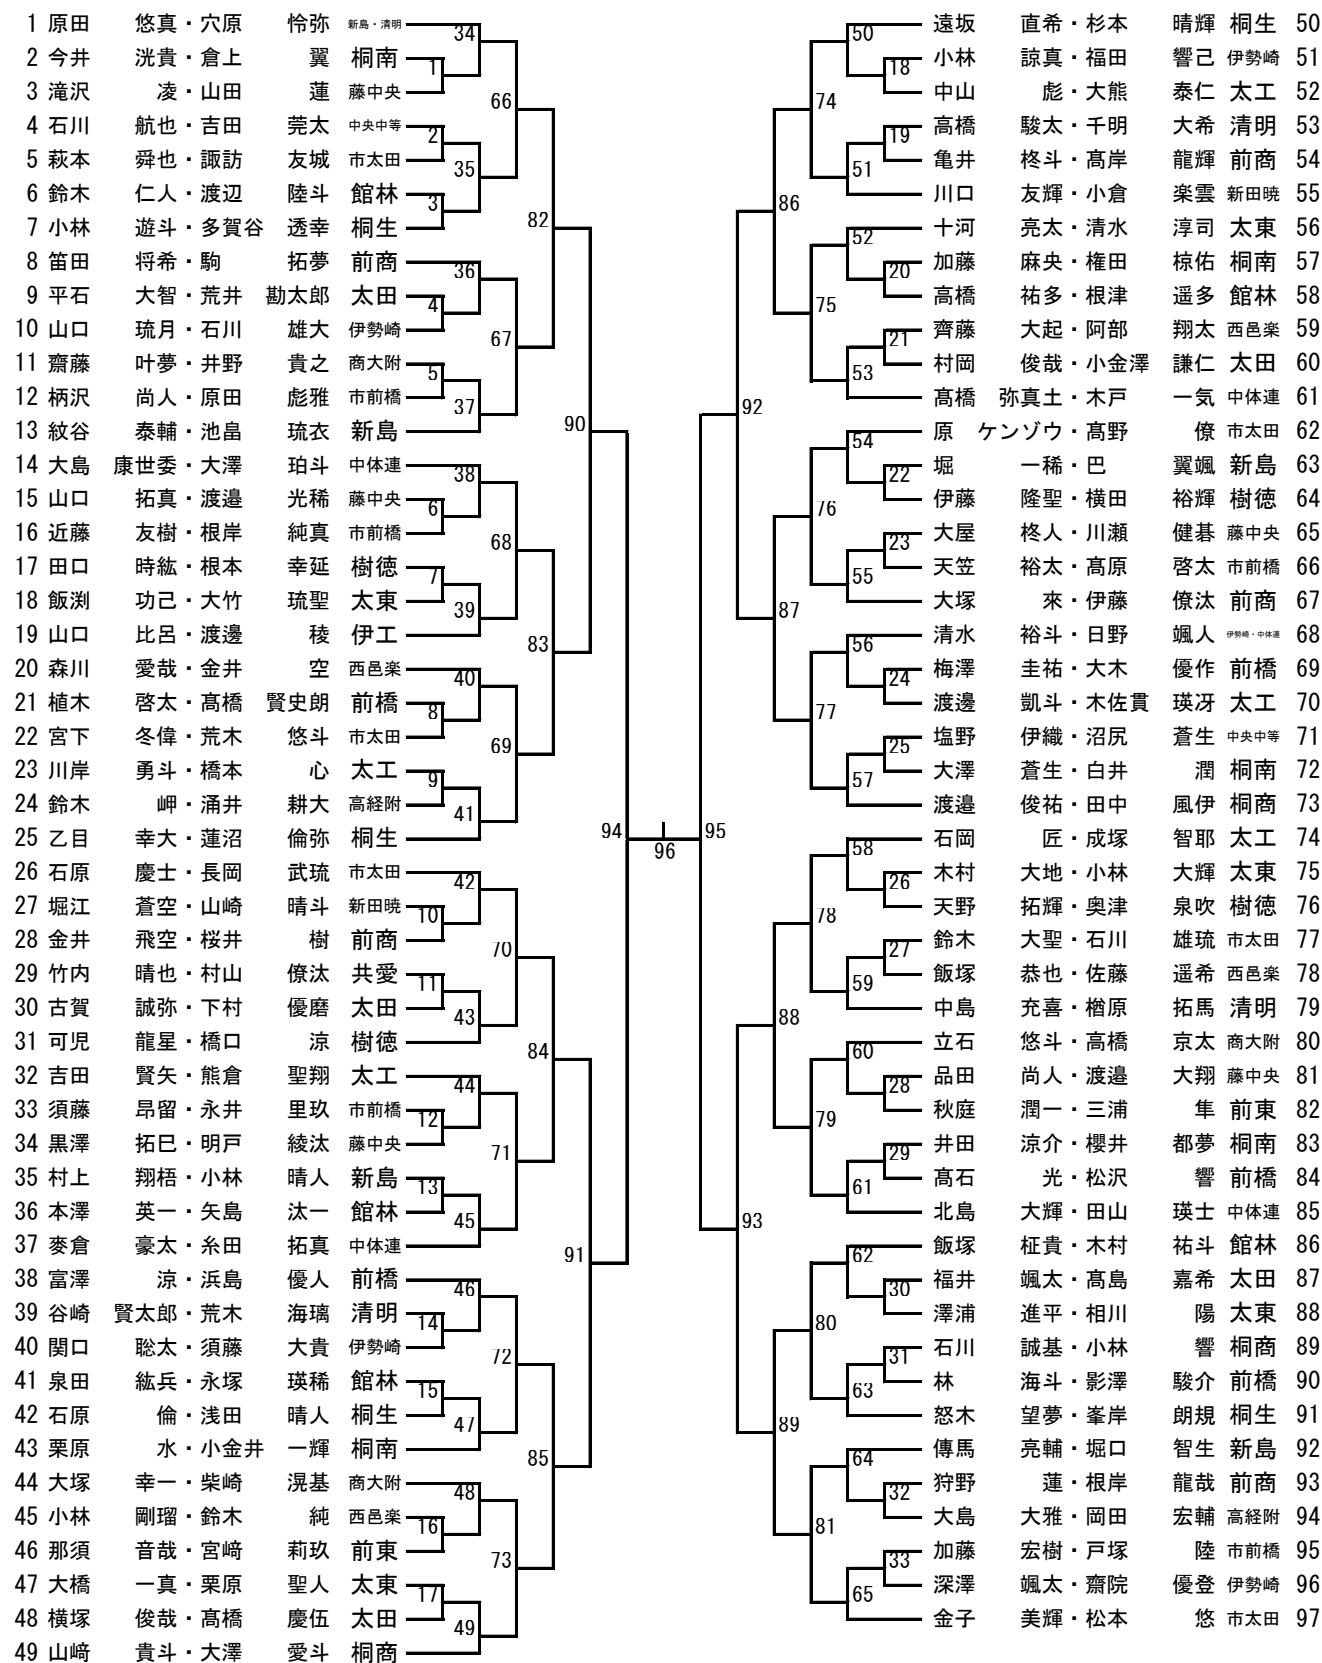 1 原田 悠真・穴原 怜弥 新島・清明
2 今井 洸貴・倉上 翼 桐南
3 滝沢 凌・山田 蓮 藤中央
4 石川 航也・吉田 莞太 中央中等
5 萩本 舜也・諏訪 友城 市太田
6 鈴木 仁人・渡辺 陸斗 館林
7 小林 遊斗・多賀谷 透幸 桐生
8 笛田 将希・駒 拓夢 前商
9 平石 大智・荒井 勘太郎 太田
10 山口 琉月・石川 雄大 伊勢崎
11 齋藤 叶夢・井野 貴之 商大附
12 柄沢 尚人・原田 彪雅 市前橋
13 紋谷 泰輔・池畠 琉衣 新島
14 大島 康世委・大澤 珀斗 中体連
15 山口 拓真・渡邉 光稀 藤中央
16 近藤 友樹・根岸 純真 市前橋
17 田口 時紘・根本 幸延 樹徳
18 飯渕 功己・大竹 琉聖 太東
19 山口 比呂・渡邊 稜 伊工
20 森川 愛哉・金井 空 西邑楽
21 植木 啓太・髙橋 賢史朗 前橋
22 宮下 冬偉・荒木 悠斗 市太田
23 川岸 勇斗・橋本 心 太工
24 鈴木 岬・涌井 耕大 高経附
25 乙目 幸大・蓮沼 倫弥 桐生
26 石原 慶士・長岡 武琉 市太田
27 堀江 蒼空・山崎 晴斗 新田暁
28 金井 飛空・桜井 樹 前商
29 竹内 晴也・村山 僚汰 共愛
30 古賀 誠弥・下村 優磨 太田
31 可児 龍星・橋口 涼 樹徳
32 吉田 賢矢・熊倉 聖翔 太工
33 須藤 昂留・永井 里玖 市前橋
34 黒澤 拓巳・明戸 綾汰 藤中央
35 村上 翔梧・小林 晴人 新島
36 本澤 英一・矢島 汰一 館林
37 麥倉 豪太・糸田 拓真 中体連
38 富澤 涼・浜島 優人 前橋
39 谷崎 賢太郎・荒木 海璃 清明
40 関口 聡太・須藤 大貴 伊勢崎
41 泉田 紘兵・永塚 瑛稀 館林
42 石原 倫・浅田 晴人 桐生
43 栗原 水・小金井 一輝 桐南
44 大塚 幸一・柴崎 滉基 商大附
45 小林 剛瑠・鈴木 純 西邑楽
46 那須 音哉・宮﨑 莉玖 前東
47 大橋 一真・栗原 聖人 太東
48 横塚 俊哉・髙橋 慶伍 太田
49 山﨑 貴斗・大澤 愛斗 桐商
34
1
66
2
35
3
82
36
4
67
5
37
90
38
6
68
7
39
83
40
8
69
9
41
94
42
10
70
11
43
84
44
12
71
13
45
91
46
14
72
15
47
85
48
16
73
17
49
96
95
50
18
74
19
51
86
52
20
75
21
53
92
54
22
76
23
55
87
56
24
77
25
57
58
26
78
27
59
88
60
28
79
29
61
93
62
30
80
31
63
89
64
32
81
33
65
遠坂 直希・杉本 晴輝 桐生 50
小林 諒真・福田 響己 伊勢崎 51
中山 彪・大熊 泰仁 太工 52
高橋 駿太・千明 大希 清明 53
亀井 柊斗・髙岸 龍輝 前商 54
川口 友輝・小倉 楽雲 新田暁 55
十河 亮太・清水 淳司 太東 56
加藤 麻央・権田 椋佑 桐南 57
高橋 祐多・根津 遥多 館林 58
齊藤 大起・阿部 翔太 西邑楽 59
村岡 俊哉・小金澤 謙仁 太田 60
髙橋 弥真土・木戸 一気 中体連 61
原 ケンゾウ・髙野 僚 市太田 62
堀 一稀・巴 翼颯 新島 63
伊藤 隆聖・横田 裕輝 樹徳 64
大屋 柊人・川瀬 健碁 藤中央 65
天笠 裕太・髙原 啓太 市前橋 66
大塚 來・伊藤 僚汰 前商 67
清水 裕斗・日野 颯人 伊勢崎・中体連 68
梅澤 圭祐・大木 優作 前橋 69
渡邊 凱斗・木佐貫 瑛冴 太工 70
塩野 伊織・沼尻 蒼生 中央中等 71
大澤 蒼生・白井 潤 桐南 72
渡邉 俊祐・田中 風伊 桐商 73
石岡 匠・成塚 智耶 太工 74
木村 大地・小林 大輝 太東 75
天野 拓輝・奥津 泉吹 樹徳 76
鈴木 大聖・石川 雄琉 市太田 77
飯塚 恭也・佐藤 遥希 西邑楽 78
中島 充喜・楢原 拓馬 清明 79
立石 悠斗・高橋 京太 商大附 80
品田 尚人・渡邉 大翔 藤中央 81
秋庭 潤一・三浦 隼 前東 82
井田 涼介・櫻井 都夢 桐南 83
髙石 光・松沢 響 前橋 84
北島 大輝・田山 瑛士 中体連 85
飯塚 柾貴・木村 祐斗 館林 86
福井 颯太・髙島 嘉希 太田 87
澤浦 進平・相川 陽 太東 88
石川 誠基・小林 響 桐商 89
林 海斗・影澤 駿介 前橋 90
怒木 望夢・峯岸 朗規 桐生 91
傳馬 亮輔・堀口 智生 新島 92
狩野 蓮・根岸 龍哉 前商 93
大島 大雅・岡田 宏輔 高経附 94
加藤 宏樹・戸塚 陸 市前橋 95
深澤 颯太・齋院 優登 伊勢崎 96
金子 美輝・松本 悠 市太田 97